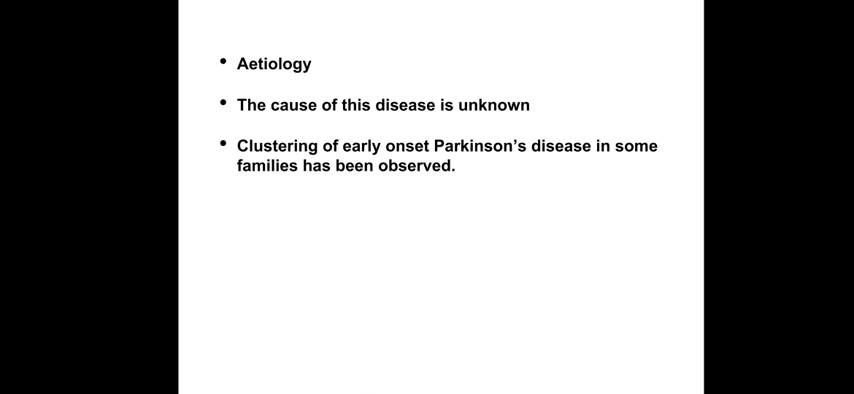 • Aetiology
• The cause of this disease is unknown
• Clustering of early onset Parkinson's disease in some
families has been observed.